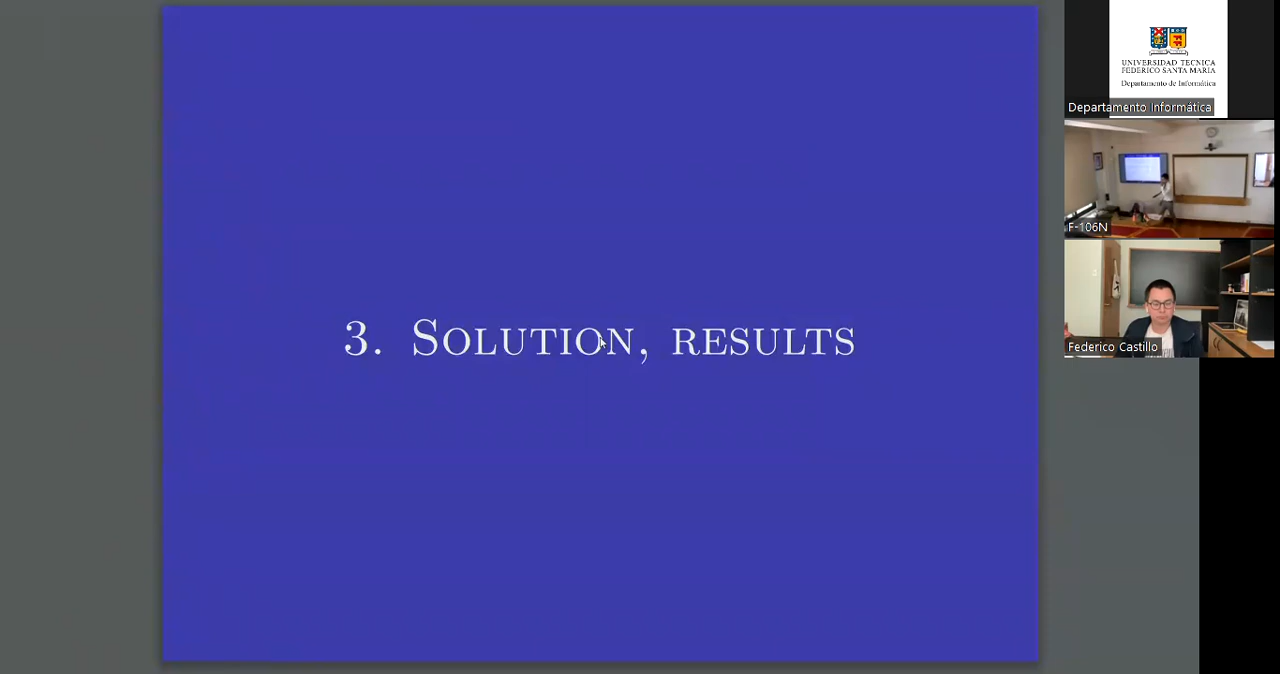 3. Solution, results
UNIVERSIDAD TECNICA
FEDERICO SANTA MARIA
Departamento de Informática
Departamento Informática
F-106N
Federico Castillo